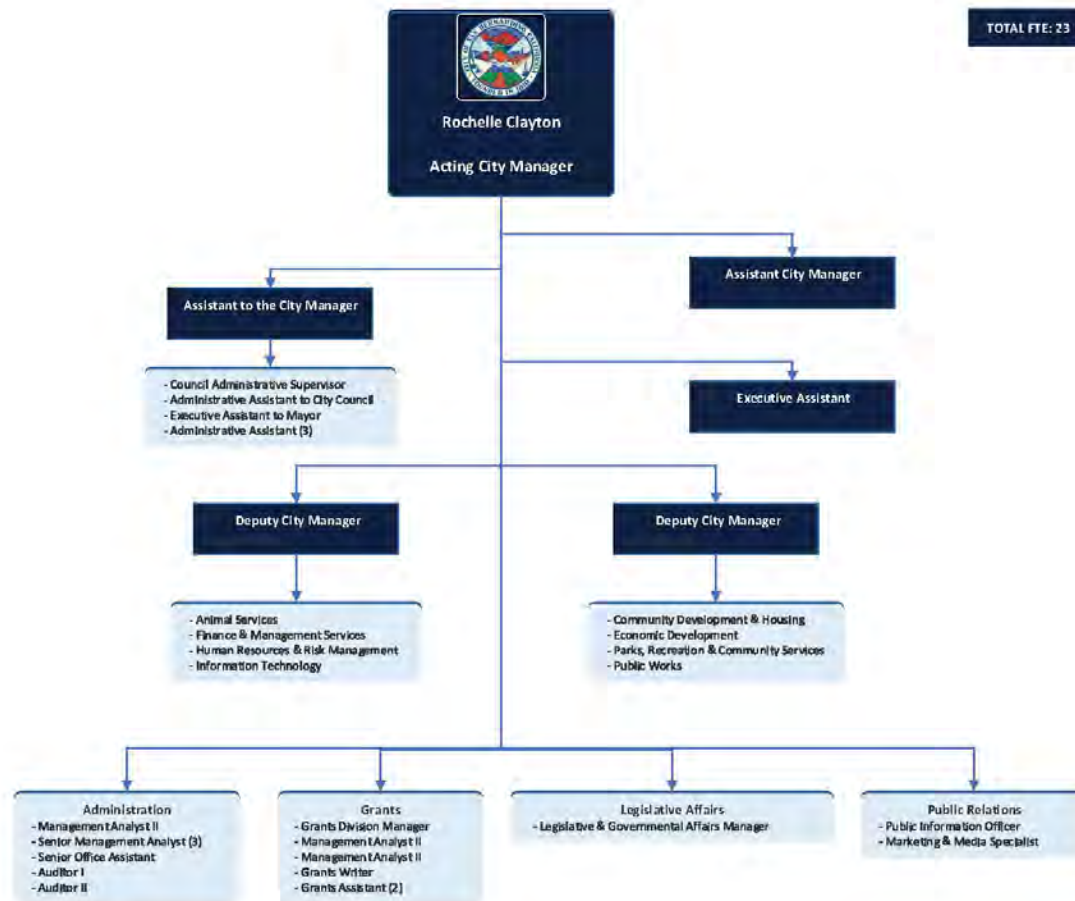 TOTAL FTE: 23
Rochelle Clayton
Acting City Manager
Assistant City Manager
Assistant to the City Manager
- Council Administrative Supervisor
- Administrative Assistant to City Council
- Executive Assistant to Mayor
- Administrative Assistant (3)
Executive Assistant
Deputy City Manager
Deputy City Manager
- Animal Services
- Finance & Management Services
- Human Resources & Risk Management
- Information Technology
- Community Development & Housing
- Economic Development
- Parks, Recreation & Community Services
- Public Works
Administration
- Management Analyst II
- Senior Management Analyst (3)
- Senior Office Assistant
- Auditor I
- Auditor II
Grants
- Grants Division Manager
- Management Analyst II
- Management Analyst II
- Grants Writer
- Grants Assistant (2)
Legislative Affairs
- Legislative & Governmental Affairs Manager
Public Relations
- Public Information Officer
- Marketing & Media Specialist